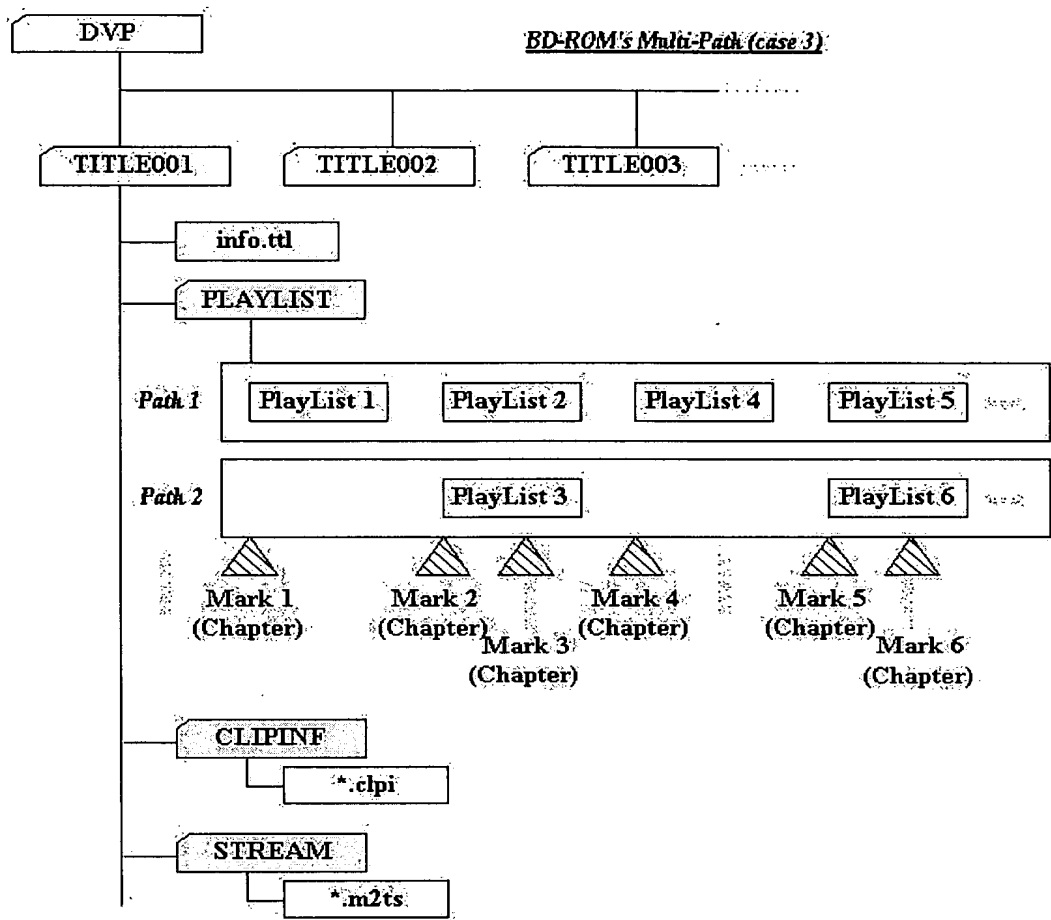 DVP
BD-ROM's Multi-Path (case 3)
TITLE001
TITLE002
TITLE003
info.ttl
PLAYLIST
Path 1
PlayList 1
PlayList 2
PlayList 4
PlayList 5
Path 2
PlayList 3
PlayList 6
Mark 1
(Chapter)
Mark 2
(Chapter)
Mark 3
(Chapter)
Mark 4
(Chapter)
Mark 5
(Chapter)
Mark 6
(Chapter)
CLIPINF
*.clpi
STREAM
*.m2ts